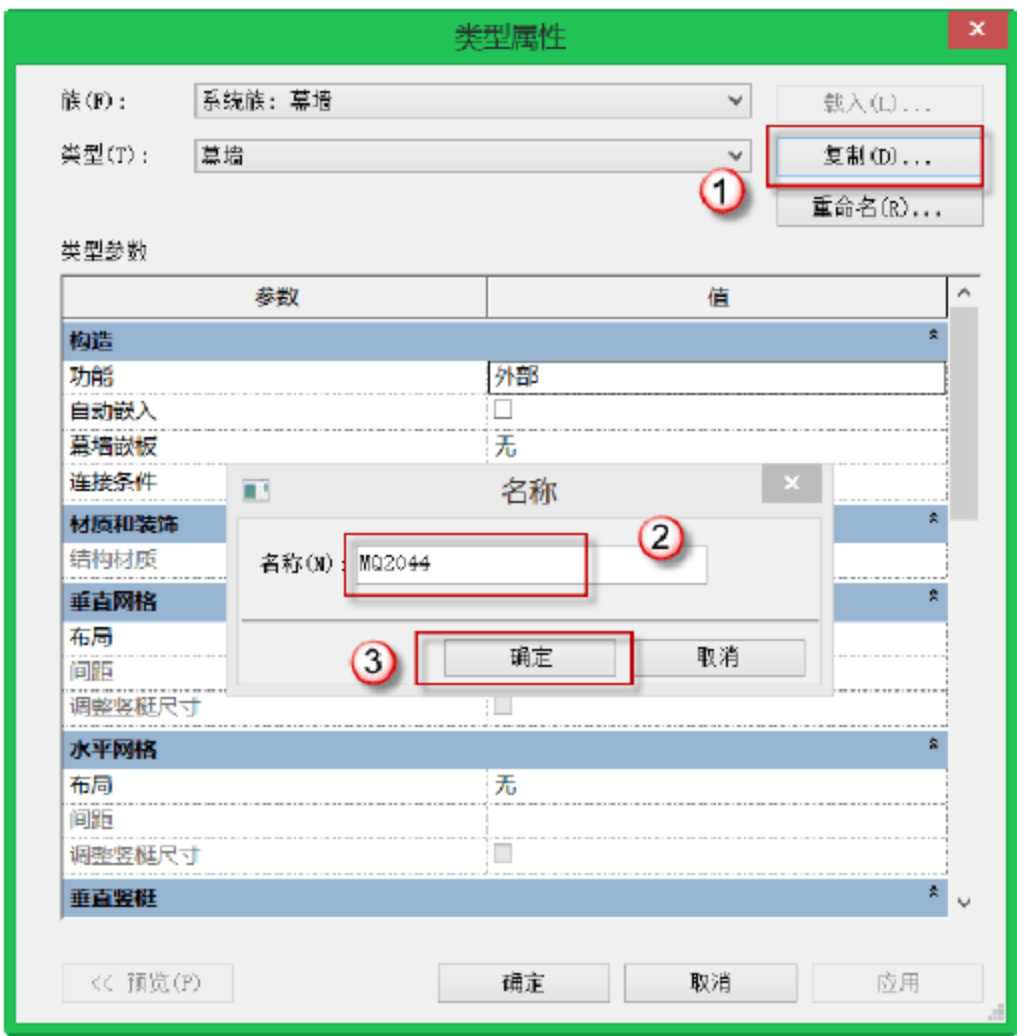 类型属性
族(F): 系统族: 幕墙 载入(L)...
类型(T): 幕墙 复制(D)...
1
重命名(R)...
类型参数
参数 值
构造
功能 外部
自动嵌入
幕墙嵌板 无
连接条件
名称
材质和装饰
2
结构材质
名称(N): MQ2044
垂直网格
布局
3 确定 取消
间距
调整竖梃尺寸
水平网格
布局 无
间距
调整竖梃尺寸
垂直竖梃
<< 预览(P) 确定 取消 应用